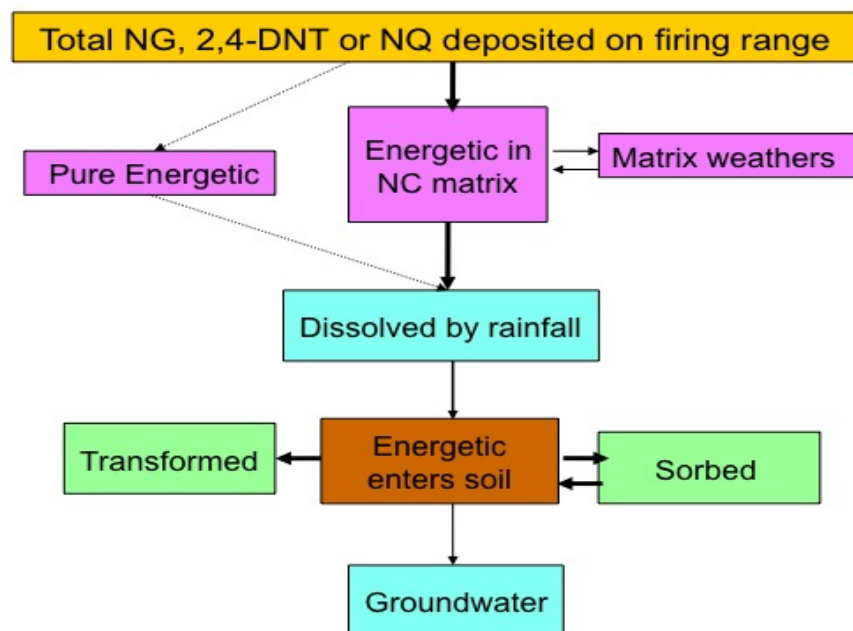 Total NG, 2,4-DNT or NQ deposited on firing range
Pure Energetic
Energetic in
NC matrix
Matrix weathers
Dissolved by rainfall
Transformed
Energetic
enters soil
Sorbed
Groundwater